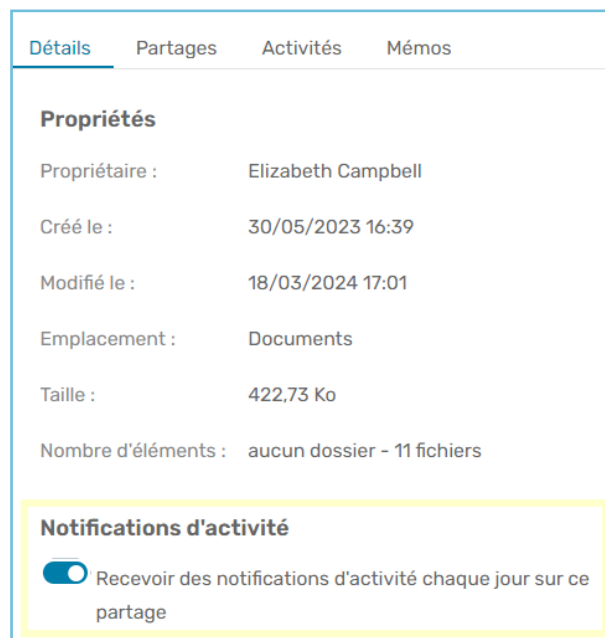 Détails Partages Activités Mémos
Propriétés
Propriétaire : Elizabeth Campbell
Créé le : 30/05/2023 16:39
Modifié le : 18/03/2024 17:01
Emplacement : Documents
Taille : 422,73 Ko
Nombre d'éléments : aucun dossier - 11 fichiers
Notifications d'activité
Recevoir des notifications d'activité chaque jour sur ce
partage